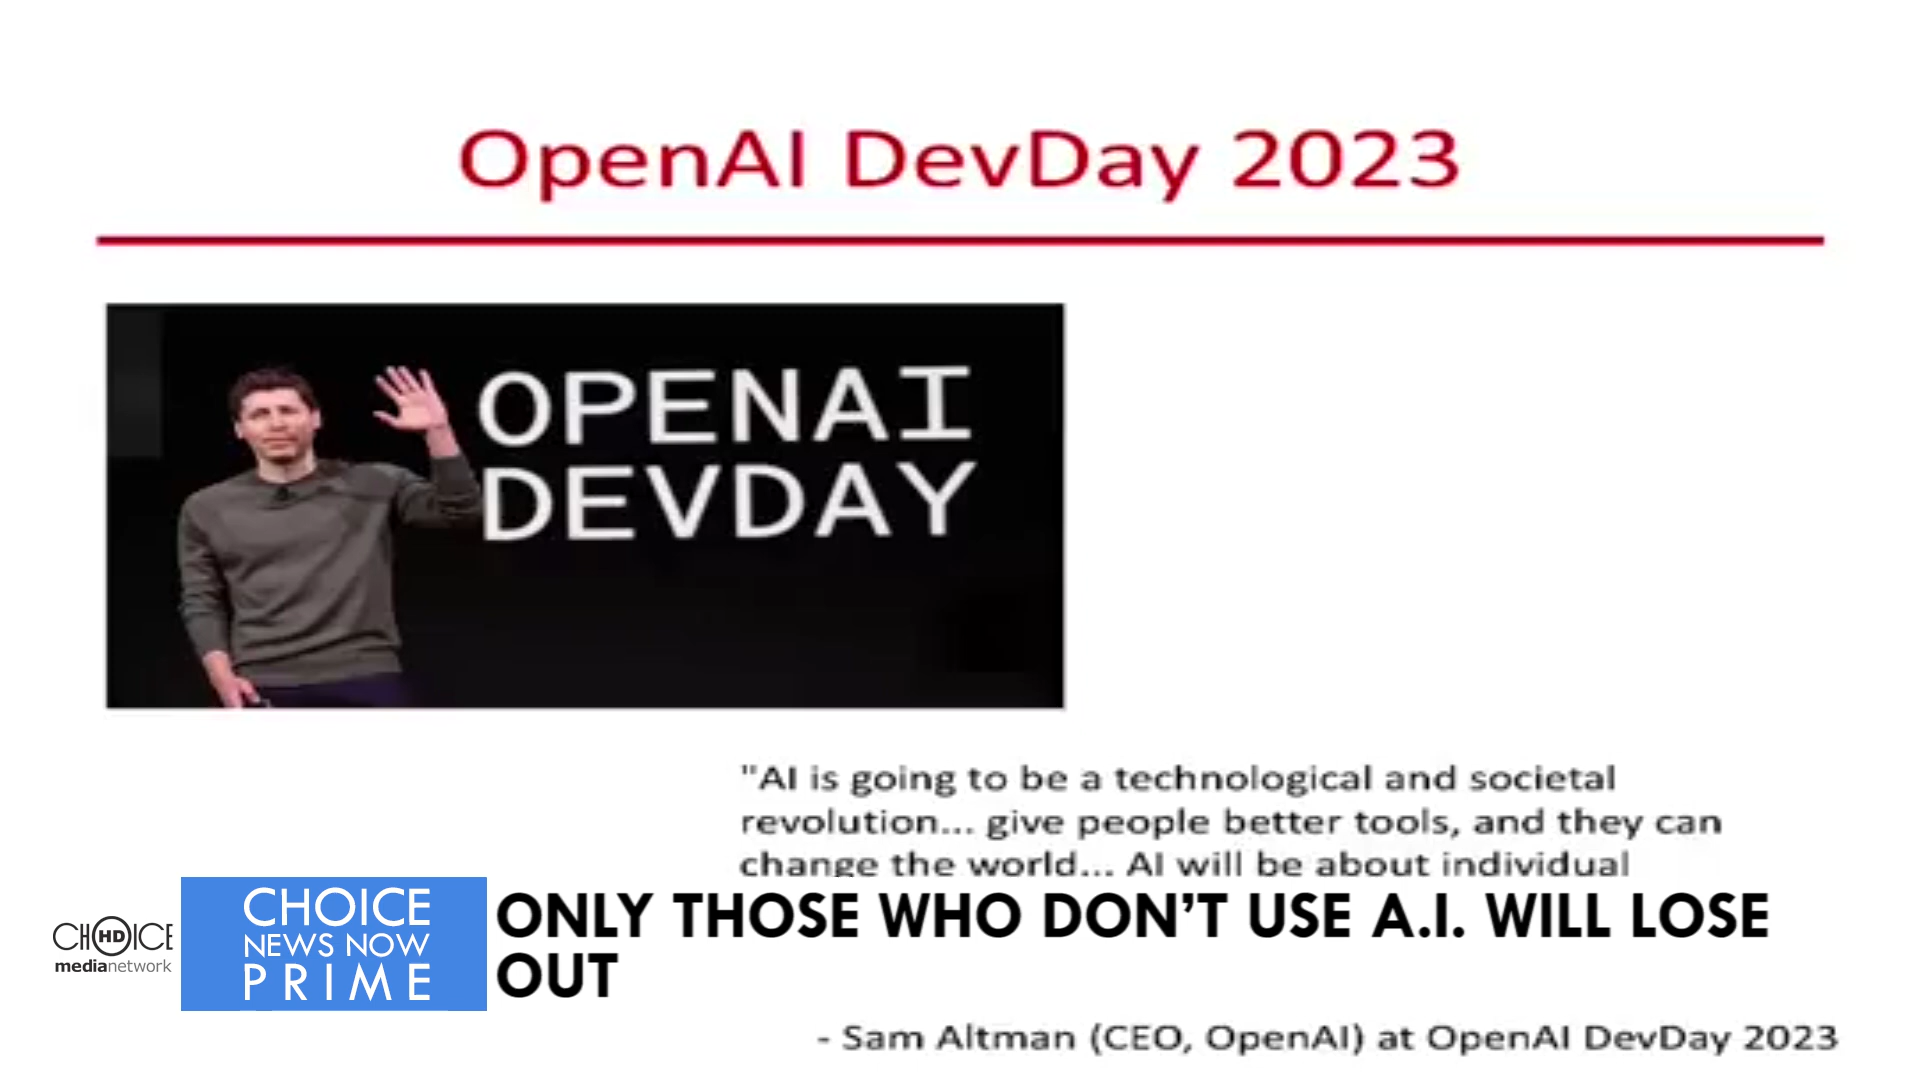 OpenAI DevDay 2023
OPENAI
DEVDAY
"AI is going to be a technological and societal
revolution... give people better tools, and they can
change the world... AI will be about individual
CHOICE
NEWS NOW
PRIME
CHOICE
HD
medianetwork
ONLY THOSE WHO DON’T USE A.I. WILL LOSE
OUT
- Sam Altman (CEO, OpenAI) at OpenAI DevDay 2023